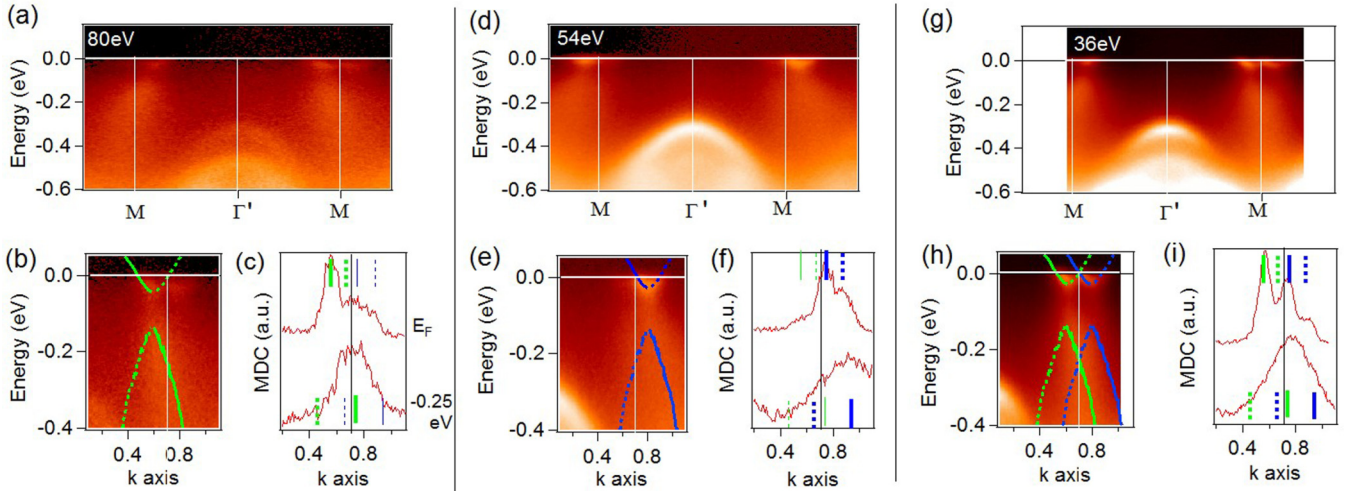 (a)
80eV
Energy (eV)
0.0
-0.2
-0.4
-0.6
M Γ' M
(b)
Energy (eV)
0.0
-0.2
-0.4
0.4 0.8
k axis
(c)
MDC (a.u.)
E_F
-0.25
eV
0.4 0.8
k axis
(d)
54eV
Energy (eV)
0.0
-0.2
-0.4
-0.6
M Γ' M
(e)
Energy (eV)
0.0
-0.2
-0.4
0.4 0.8
k axis
(f)
MDC (a.u.)
0.4 0.8
k axis
(g)
36eV
Energy (eV)
0.0
-0.2
-0.4
-0.6
M Γ' M
(h)
Energy (eV)
0.0
-0.2
-0.4
0.4 0.8
k axis
(i)
MDC (a.u.)
0.4 0.8
k axis